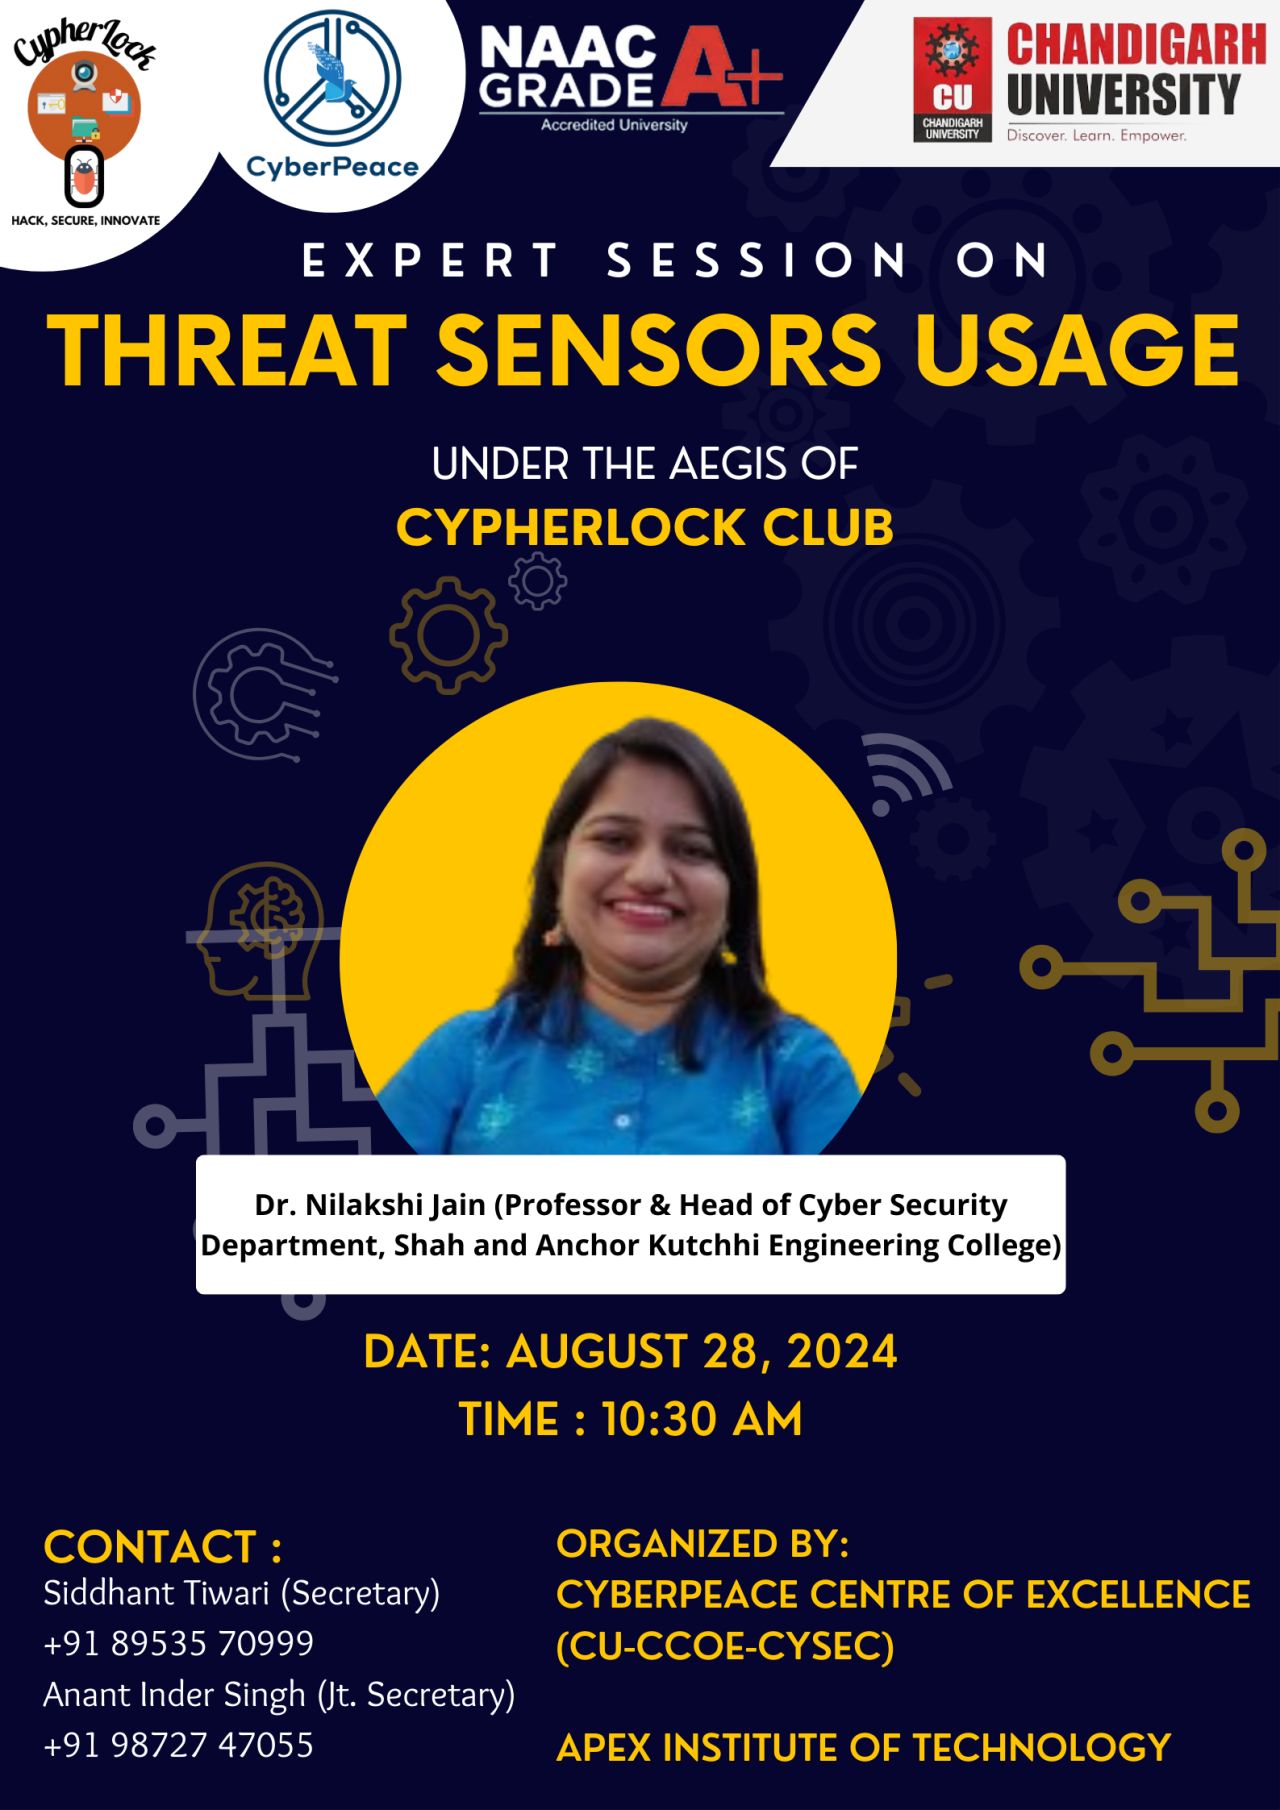 CypherLock
HACK, SECURE, INNOVATE
CyberPeace
NAAC
GRADE A+
Accredited University
CU
CHANDIGARH
UNIVERSITY
CHANDIGARH
UNIVERSITY
Discover. Learn. Empower.
EXPERT SESSION ON
THREAT SENSORS USAGE
UNDER THE AEGIS OF
CYPHERLOCK CLUB
Dr. Nilakshi Jain (Professor & Head of Cyber Security
Department, Shah and Anchor Kutchhi Engineering College)
DATE: AUGUST 28, 2024
TIME : 10:30 AM
CONTACT :
Siddhant Tiwari (Secretary)
+91 89535 70999
Anant Inder Singh (Jt. Secretary)
+91 98727 47055
ORGANIZED BY:
CYBERPEACE CENTRE OF EXCELLENCE
(CU-CCOE-CYSEC)
APEX INSTITUTE OF TECHNOLOGY